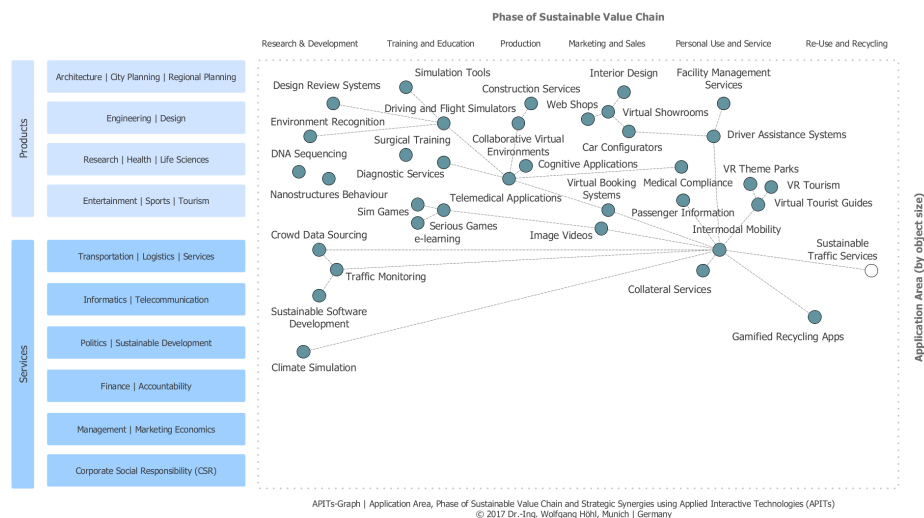 Phase of Sustainable Value Chain
Research & Development
Training and Education
Production
Marketing and Sales
Personal Use and Service
Re-Use and Recycling
Products
Architecture | City Planning | Regional Planning
Engineering | Design
Research | Health | Life Sciences
Entertainment | Sports | Tourism
Services
Transportation | Logistics | Services
Informatics | Telecommunication
Politics | Sustainable Development
Finance | Accountability
Management | Marketing Economics
Corporate Social Responsibility (CSR)
Simulation Tools
Interior Design
Facility Management
Services
Design Review Systems
Construction Services
Driving and Flight Simulators
Web Shops
Virtual Showrooms
Environment Recognition
Surgical Training
Collaborative Virtual
Environments
Car Configurators
Driver Assistance Systems
DNA Sequencing
Diagnostic Services
Cognitive Applications
Virtual Booking
Systems
Medical Compliance
VR Theme Parks
VR Tourism
Nanostructures Behaviour
Telemedical Applications
Virtual Tourist Guides
Sim Games
Serious Games
e-learning
Passenger Information
Image Videos
Intermodal Mobility
Crowd Data Sourcing
Sustainable
Traffic Services
Traffic Monitoring
Collateral Services
Sustainable Software
Development
Gamified Recycling Apps
Climate Simulation
Application Area (by object size)
APITs-Graph | Application Area, Phase of Sustainable Value Chain and Strategic Synergies using Applied Interactive Technologies (APITs)
© 2017 Dr.-Ing. Wolfgang Höhl, Munich | Germany